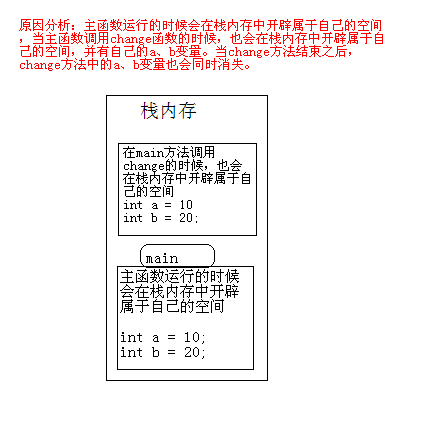 原因分析：主函数运行的时候会在栈内存中开辟属于自己的空间
，当主函数调用change函数的时候，也会在栈内存中开辟属于自
己的空间，并有自己的a、b变量。当change方法结束之后，
change方法中的a、b变量也会同时消失。
栈内存
在main方法调用
change的时候，也会
在栈内存中开辟属于自
己的空间
int a = 10
int b = 20;
main
主函数运行的时候
会在栈内存中开辟
属于自己的空间
int a = 10;
int b = 20;